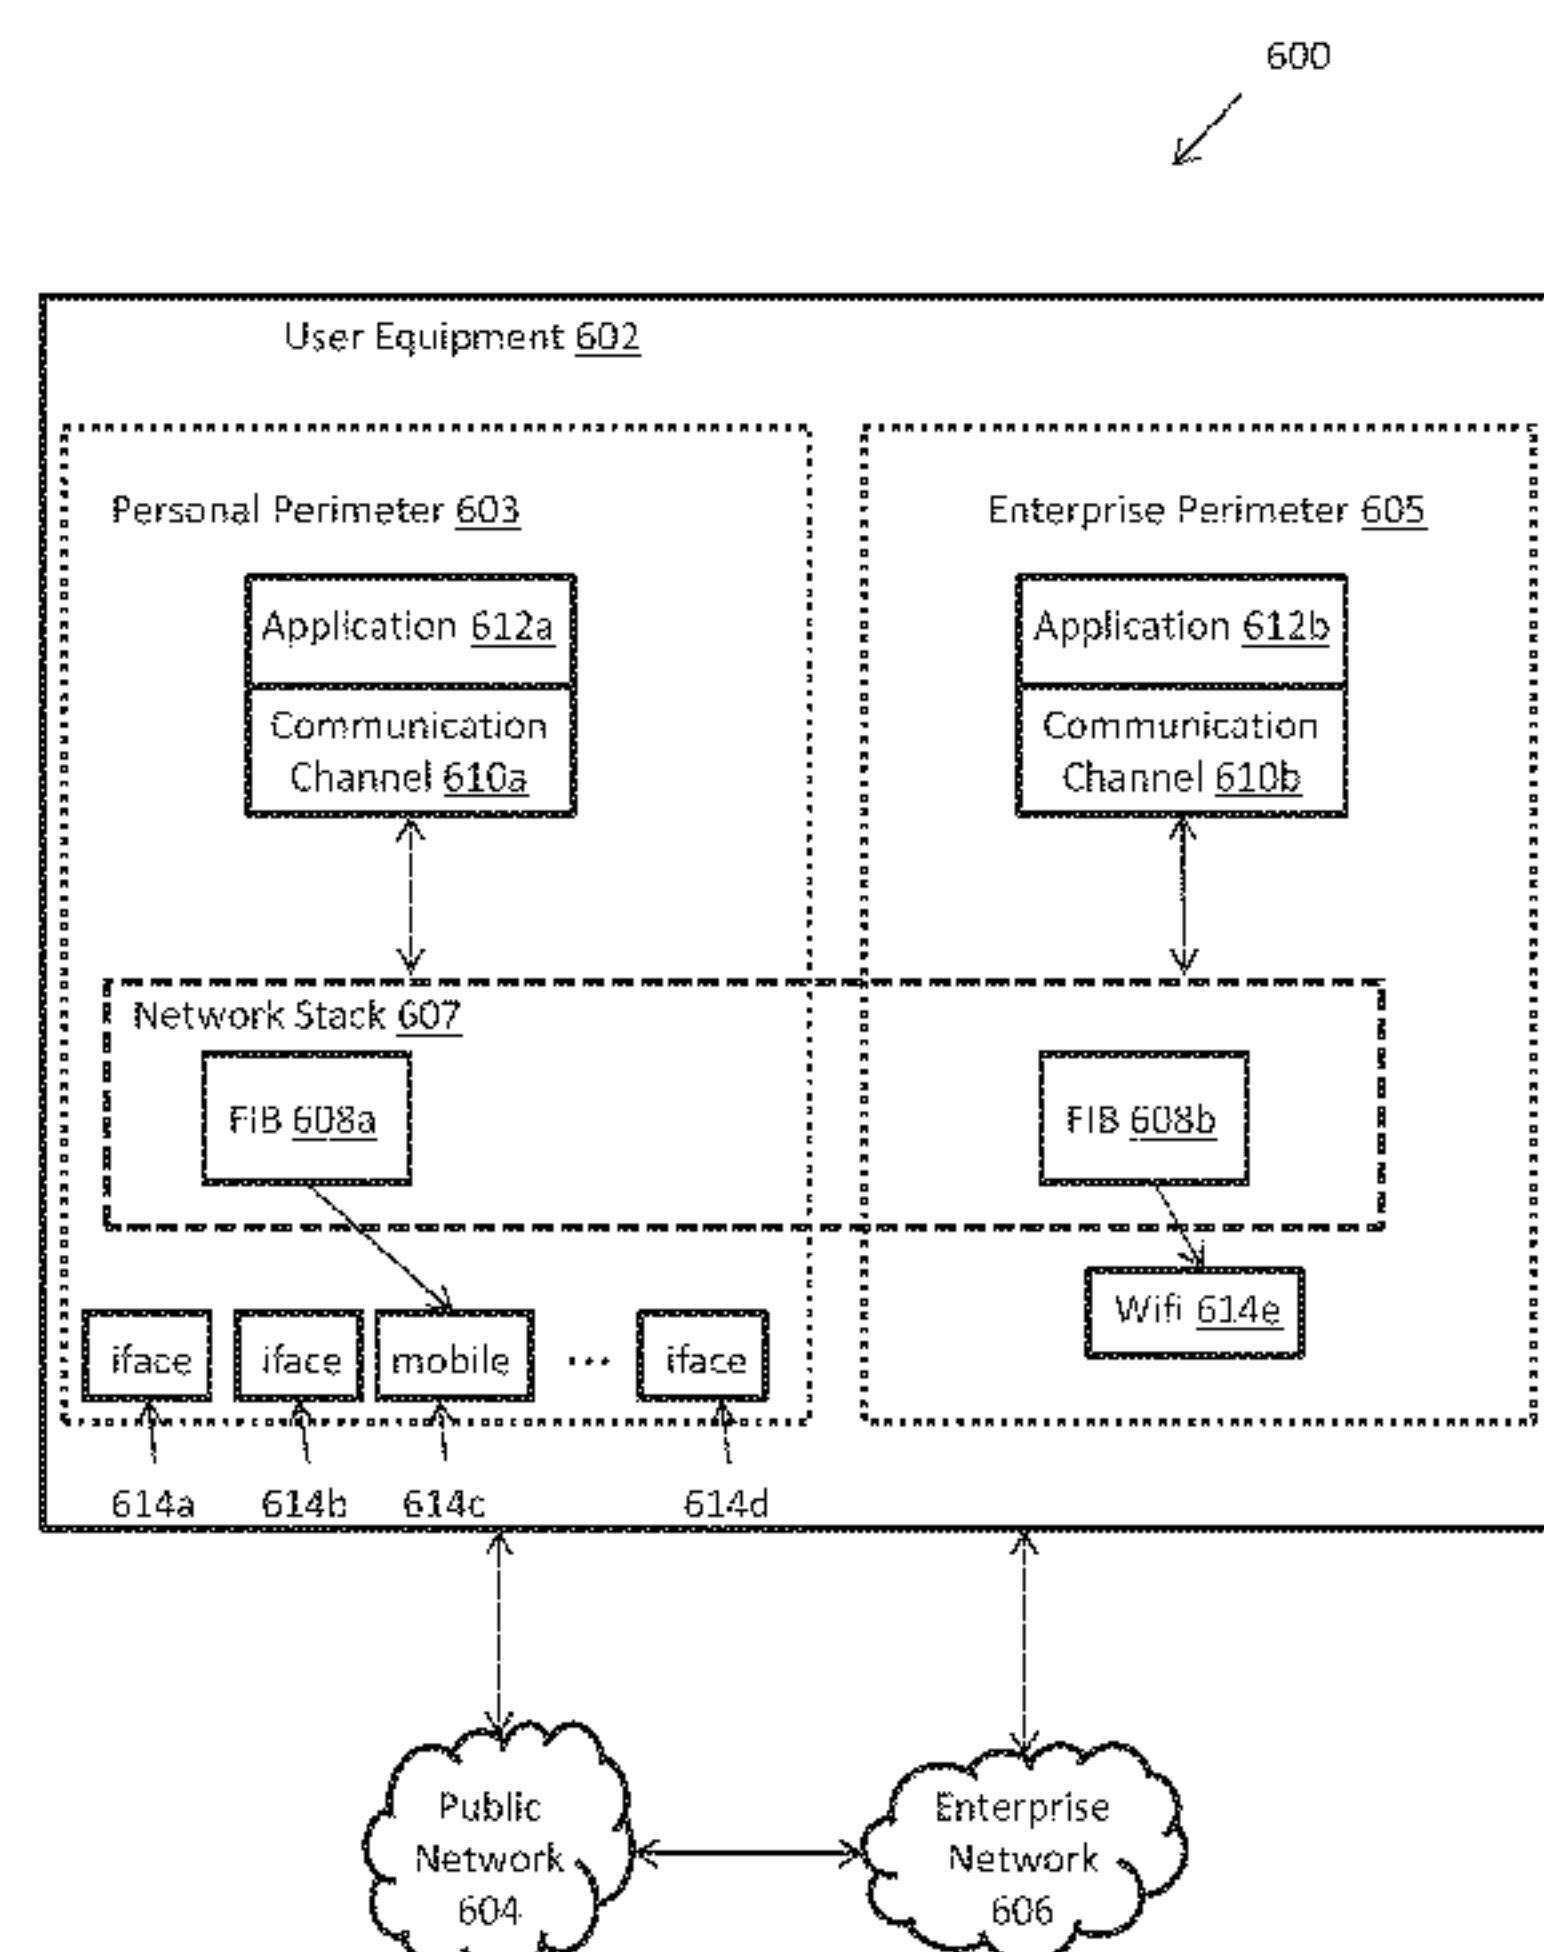 600
User Equipment 602
Personal Perimeter 603
Enterprise Perimeter 605
Application 612a
Application 612b
Communication
Channel 610a
Communication
Channel 610b
Network Stack 607
FIB 608a
FIB 608b
Wifi 614e
iface
iface
mobile
...
iface
614a
614b
614c
614d
Public
Network
604
Enterprise
Network
606